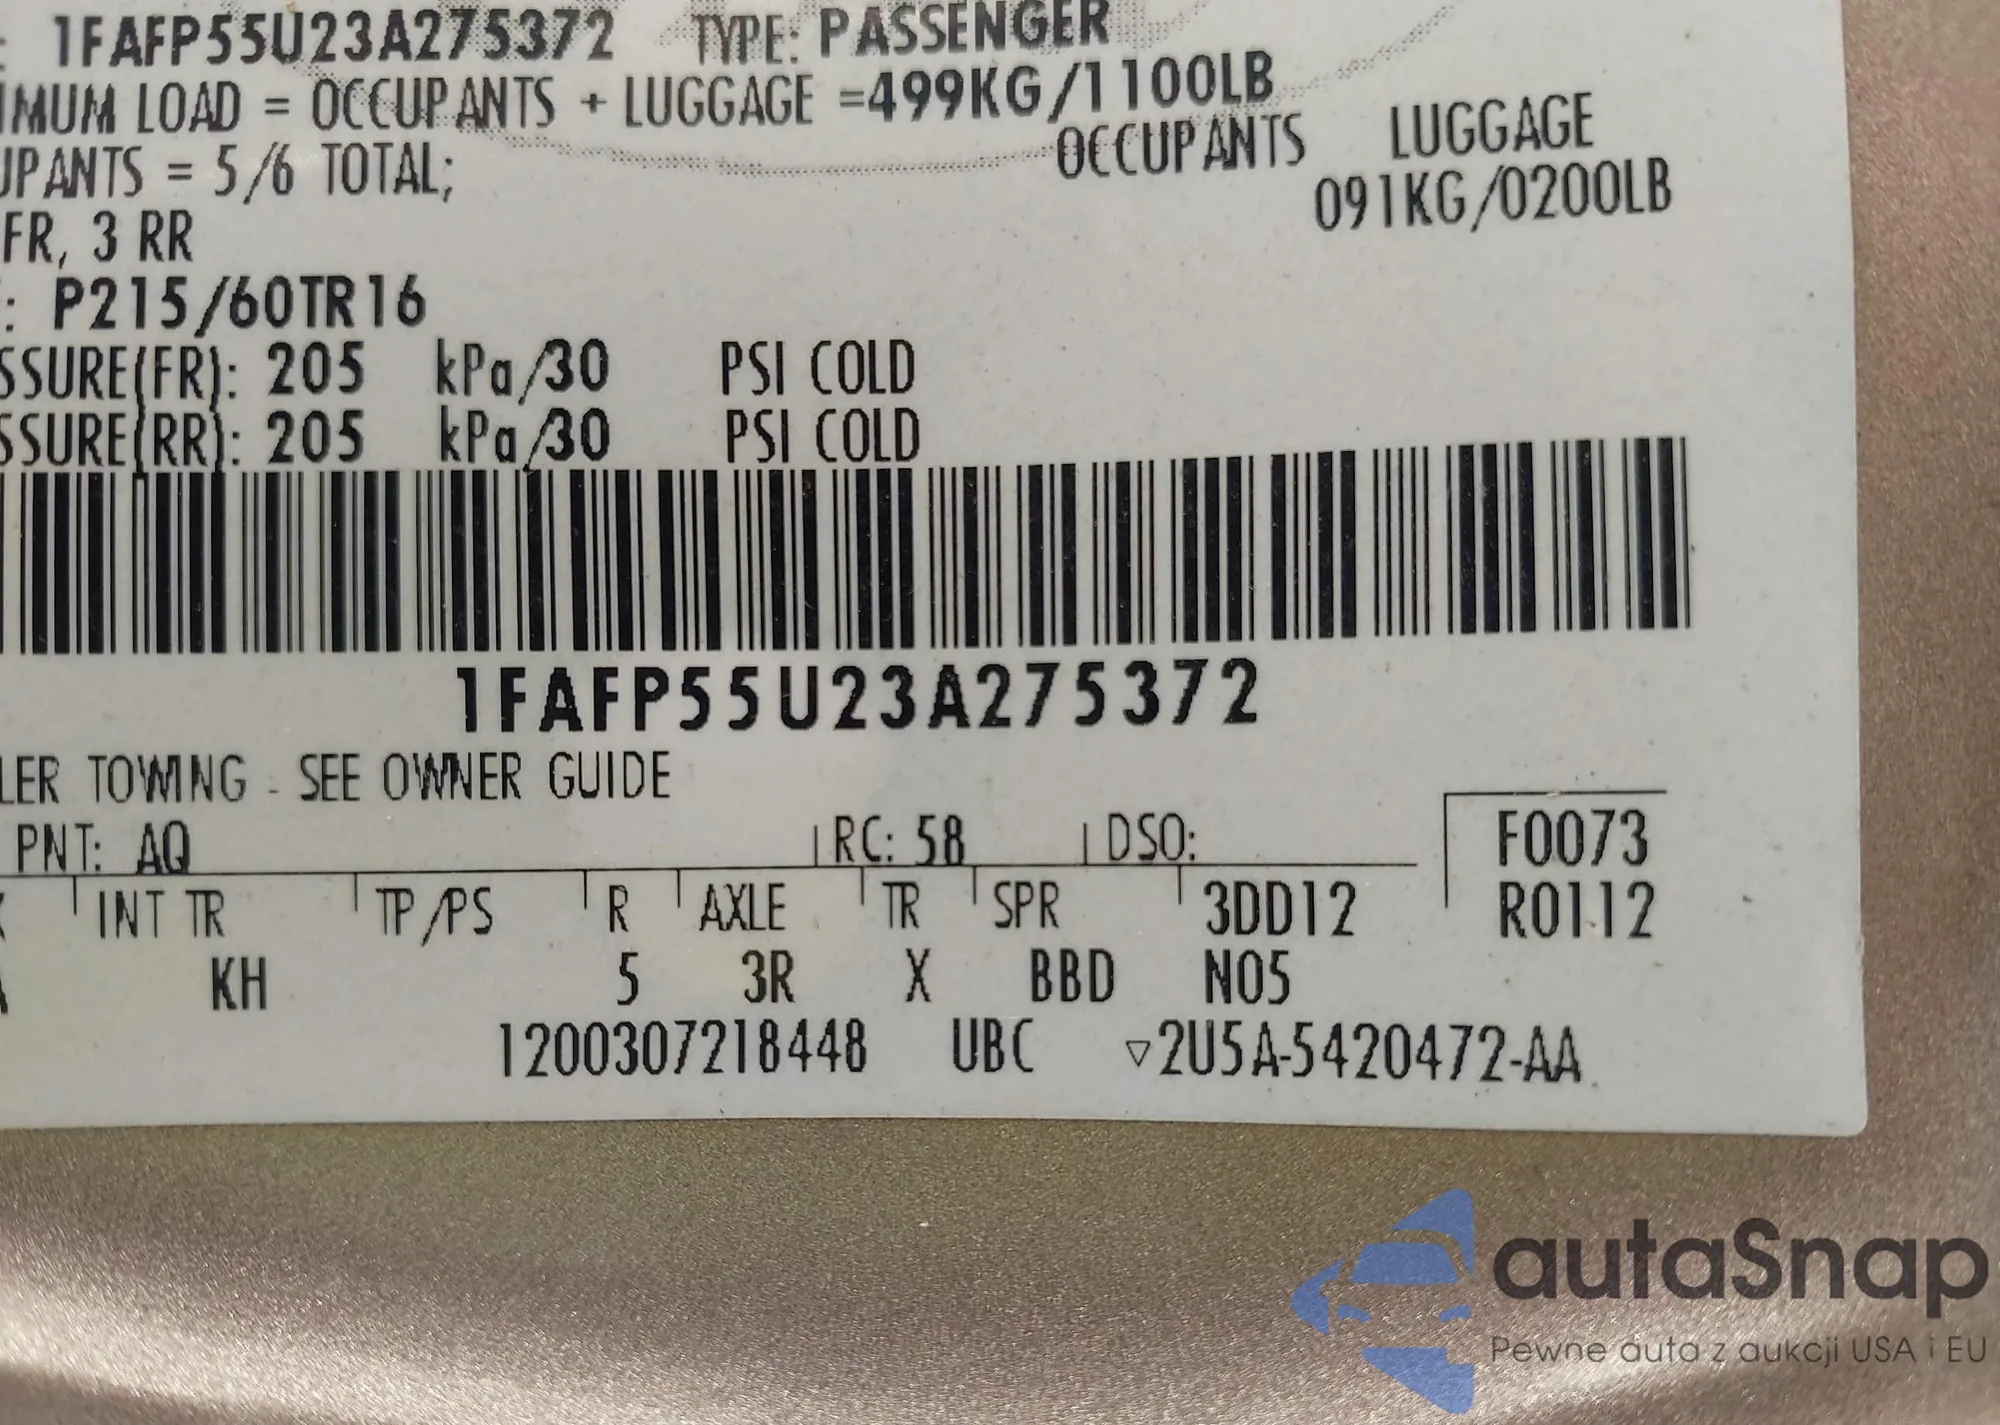 : 1FAFP55U23A275372 TYPE: PASSENGER
IMUM LOAD = OCCUPANTS + LUGGAGE =499KG/1100LB
UPANTS = 5/6 TOTAL; OCCUPANTS LUGGAGE
FR, 3 RR 091KG/0200LB
: P215/60TR16
SSURE(FR): 205 kPa/30 PSI COLD
SSURE(RR): 205 kPa/30 PSI COLD
1FAFP55U23A275372
LER TOWING - SEE OWNER GUIDE
PNT: AQ RC: 58 DSO: F0073
INT TR TP/PS R AXLE TR SPR 3DD12 R0112
KH 5 3R X BBD N05
1200307218448 UBC ▽2U5A-5420472-AA
autaSnap
Pewne auta z aukcji USA i EU